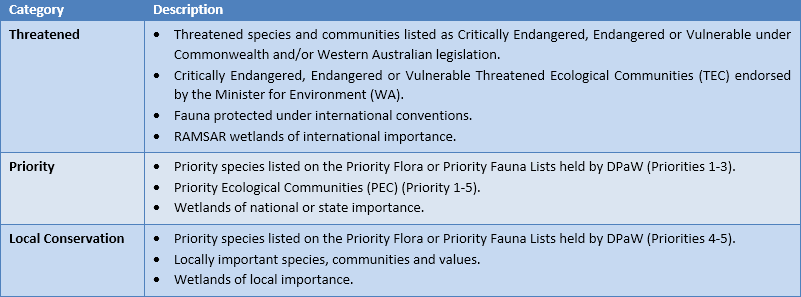 Category Description
Threatened
• Threatened species and communities listed as Critically Endangered, Endangered or Vulnerable under
Commonwealth and/or Western Australian legislation.
• Critically Endangered, Endangered or Vulnerable Threatened Ecological Communities (TEC) endorsed
by the Minister for Environment (WA).
• Fauna protected under international conventions.
• RAMSAR wetlands of international importance.
Priority
• Priority species listed on the Priority Flora or Priority Fauna Lists held by DPaW (Priorities 1-3).
• Priority Ecological Communities (PEC) (Priority 1-5).
• Wetlands of national or state importance.
Local Conservation
• Priority species listed on the Priority Flora or Priority Fauna Lists held by DPaW (Priorities 4-5).
• Locally important species, communities and values.
• Wetlands of local importance.